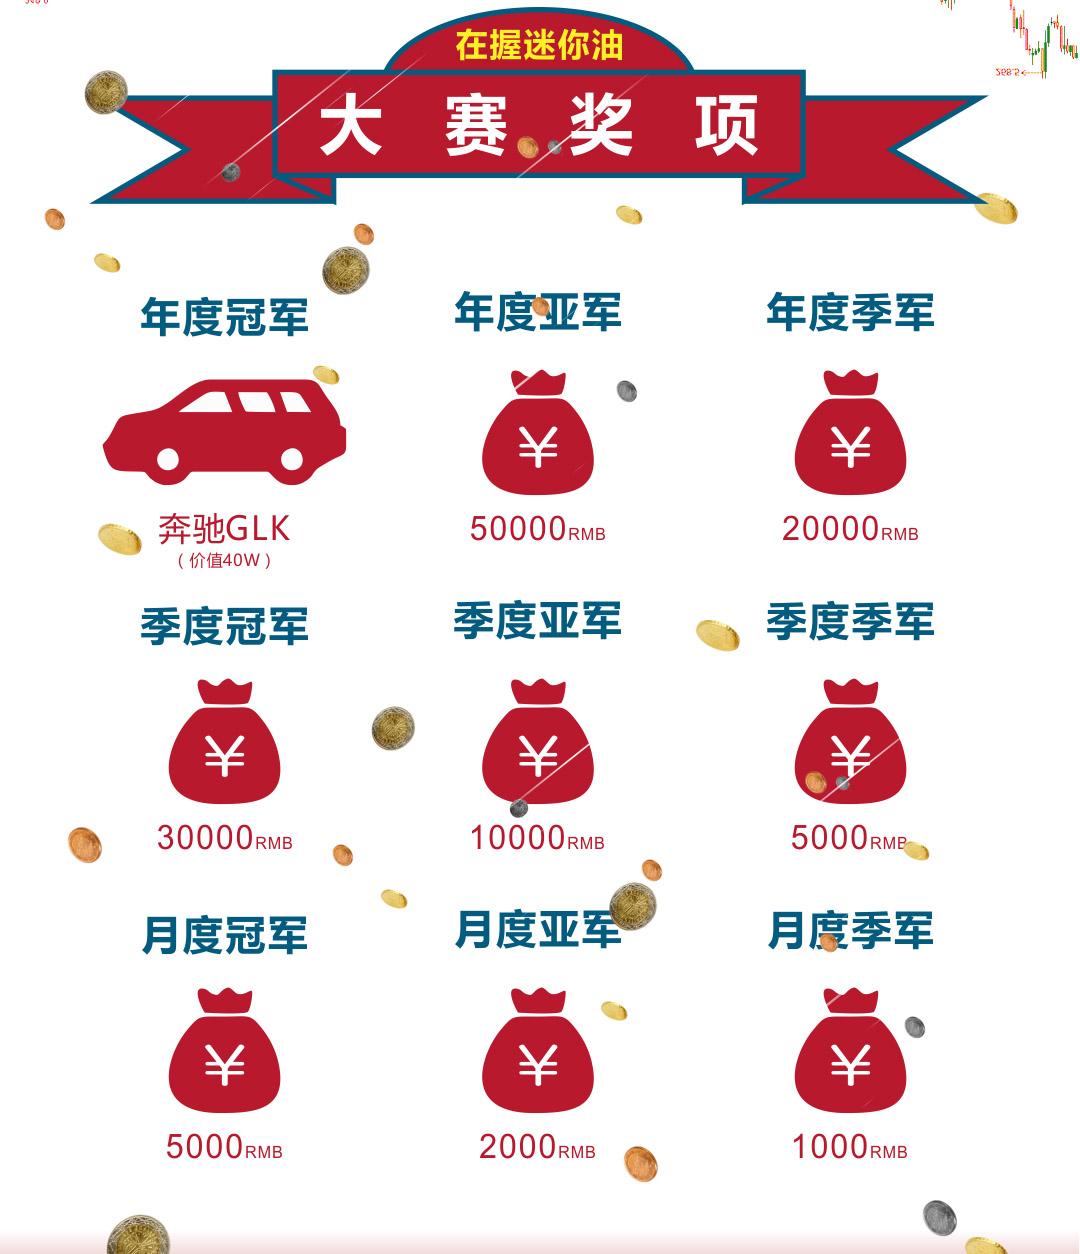 在握迷你油
大赛奖项
年度冠军
年度亚军
年度季军
¥
¥
奔驰GLK
（价值40W）
50000RMB
20000RMB
季度冠军
季度亚军
季度季军
¥
¥
¥
30000RMB
10000RMB
5000RMB
月度冠军
月度亚军
月度季军
¥
¥
¥
5000RMB
2000RMB
1000RMB